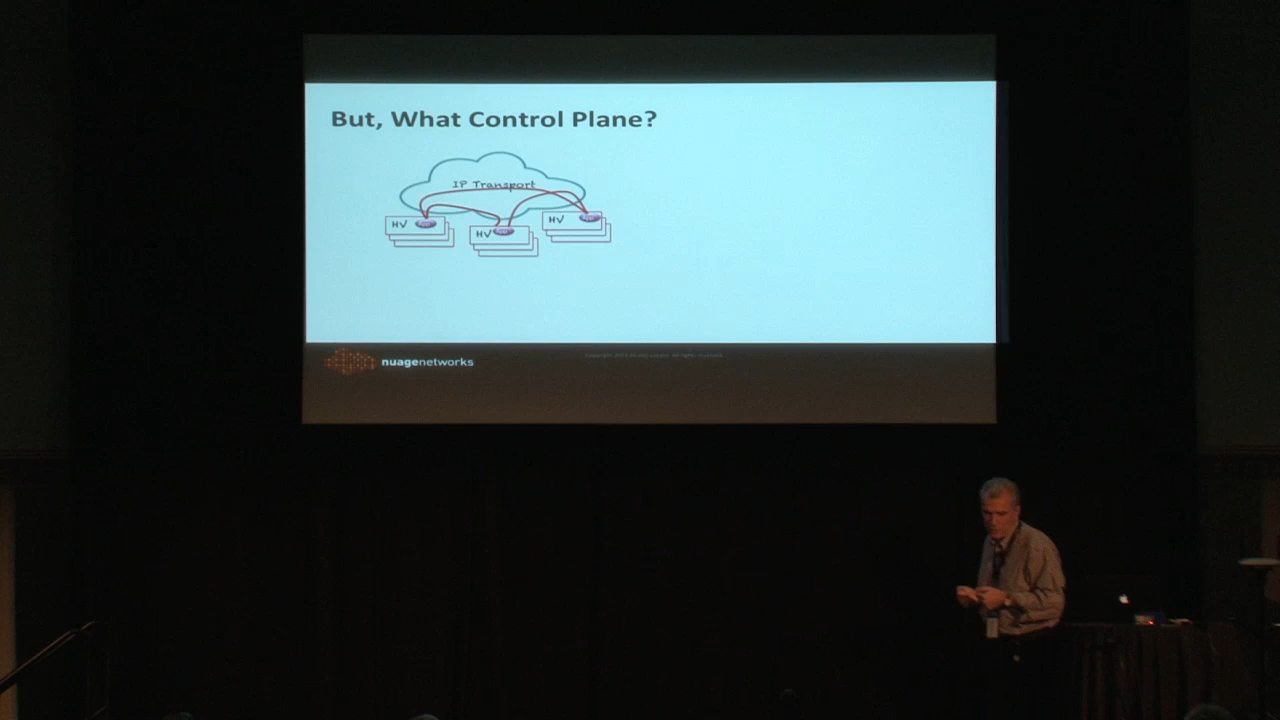 But, What Control Plane?
IP Transport
HV
HV
HV
nuagenetworks